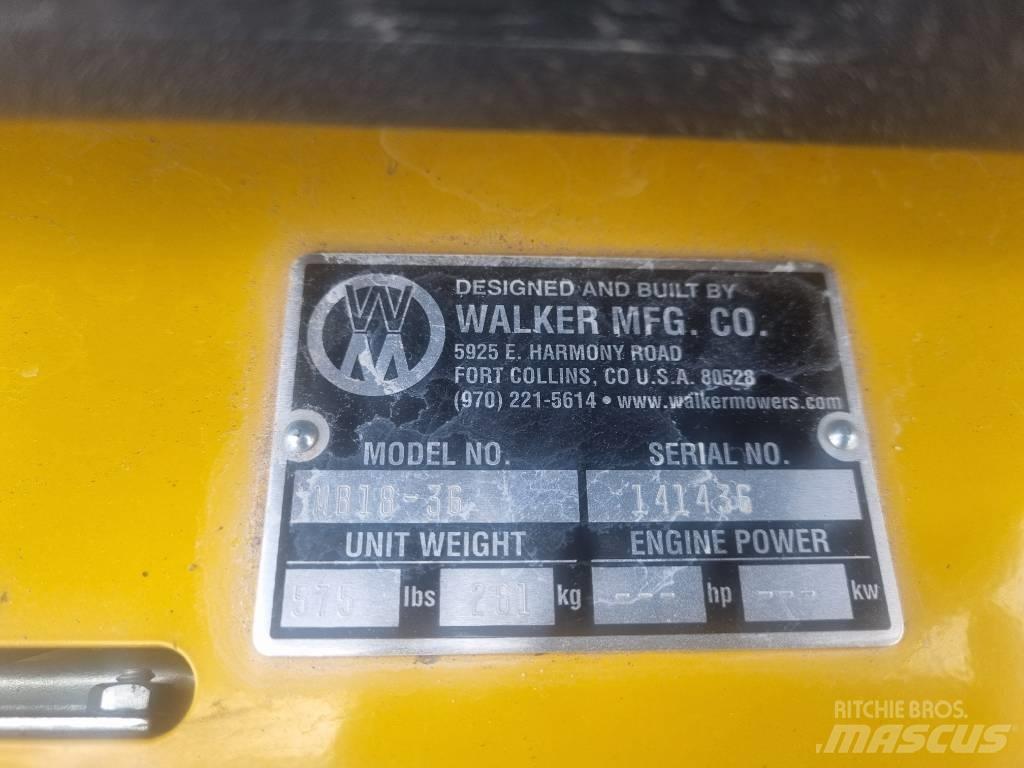 DESIGNED AND BUILT BY
WALKER MFG. CO.
5925 E. HARMONY ROAD
FORT COLLINS, CO U.S.A. 80528
(970) 221-5614 • www.walkermowers.com
MODEL NO. SERIAL NO.
MB18-36 141436
UNIT WEIGHT ENGINE POWER
575 lbs 261 kg --- hp --- kw
RITCHIE BROS.
MASCUS